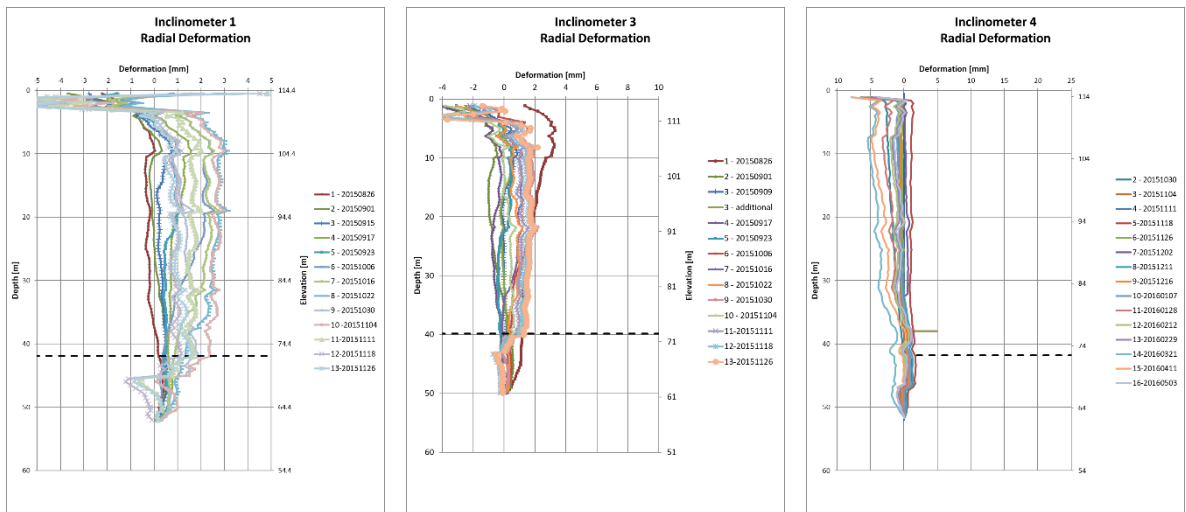 Inclinometer 1
Radial Deformation
Deformation [mm]
-5 -4 -3 -2 -1 0 1 2 3 4 5
0
10
20
30
40
50
60
Depth [m]
114.4
104.4
94.4
84.4
74.4
64.4
54.4
Elevation [m]
1 - 20150826
2 - 20150901
3 - 20150915
4 - 20150917
5 - 20150923
6 - 20151006
7 - 20151016
8 - 20151022
9 - 20151030
10 -20151104
11 -20151111
12 -20151118
13 -20151126
Inclinometer 3
Radial Deformation
Deformation [mm]
-4 -2 0 2 4 6 8 10
0
10
20
30
40
50
60
Depth [m]
111
101
91
81
71
61
51
Elevation [m]
1 - 20150826
2 - 20150901
3 - 20150909
3 - additional
4 - 20150917
5 - 20150923
6 - 20151006
7 - 20151016
8 - 20151022
9 - 20151030
10 - 20151104
11-20151111
12-20151118
13-20151126
Inclinometer 4
Radial Deformation
Deformation [mm]
10 5 0 5 10 15 20 25
0
10
20
30
40
50
60
Depth [m]
114
104
94
84
74
64
54
Elevation [m]
2 - 20151030
3 - 20151104
4 - 20151111
5 - 20151118
6 - 20151126
7 - 20151202
8-20151211
9-20151216
10-20160107
11-20160128
12-20160212
13-20160229
14-20160321
15-20160411
16-20160503